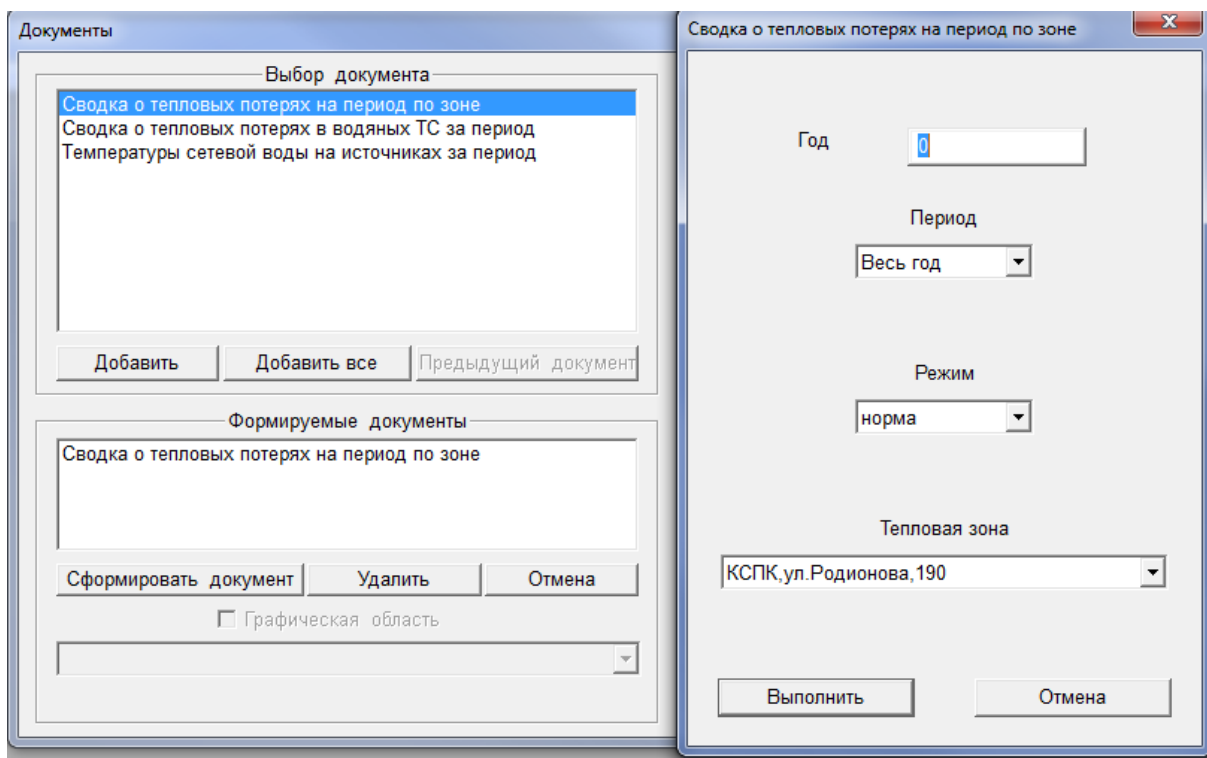 Документы
Выбор документа
Сводка о тепловых потерях на период по зоне
Сводка о тепловых потерях в водяных ТС за период
Температуры сетевой воды на источниках за период
Добавить
Добавить все
Предыдущий документ
Формируемые документы
Сводка о тепловых потерях на период по зоне
Сформировать документ
Удалить
Отмена
Графическая область
Сводка о тепловых потерях на период по зоне
Год
0
Период
Весь год
Режим
норма
Тепловая зона
КСПК,ул.Родионова,190
Выполнить
Отмена